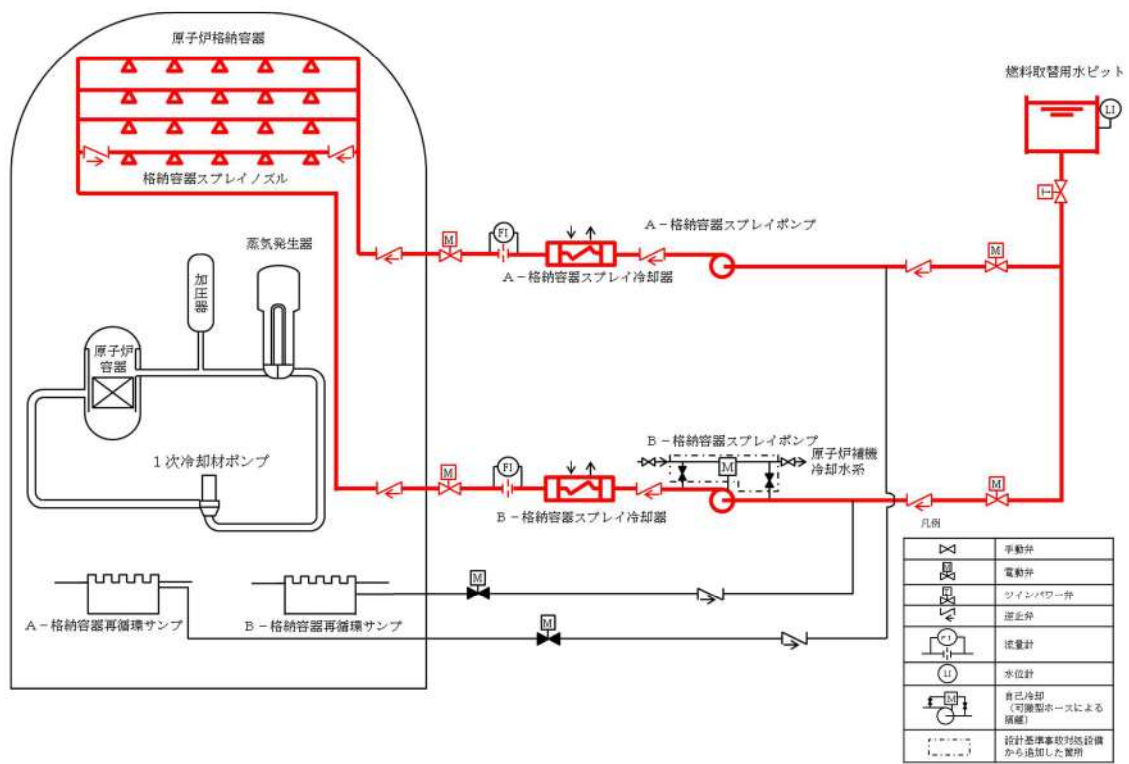 原子炉格納容器
燃料取替用水ピット
LI
T
格納容器スプレイノズル
A-格納容器スプレイポンプ
M
FI
M
蒸気発生器
A-格納容器スプレイ冷却器
加圧器
原子炉
容器
B-格納容器スプレイポンプ
原子炉補機
冷却水系
1次冷却材ポンプ
M
FI
M
M
B-格納容器スプレイ冷却器
凡例
手動弁
M
電動弁
T
ツインパワー弁
逆止弁
FI
流量計
LI
水位計
M
自己冷却
(可撓型ホースによる
隔離)
設計基準事故対処設備
から追加した箇所
M
M
A-格納容器再循環サンプ
B-格納容器再循環サンプ